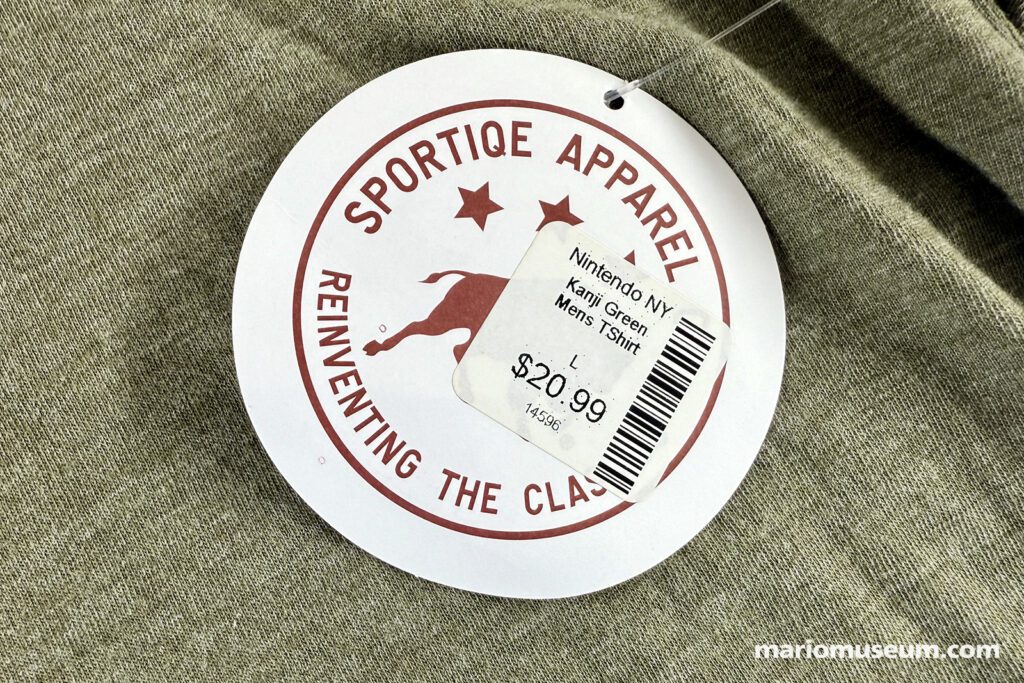 SPORTIQE APPAREL
REINVENTING THE CLAS
Nintendo NY
Kanji Green
Mens TShirt
L
$20.99
14596
mariomuseum.com